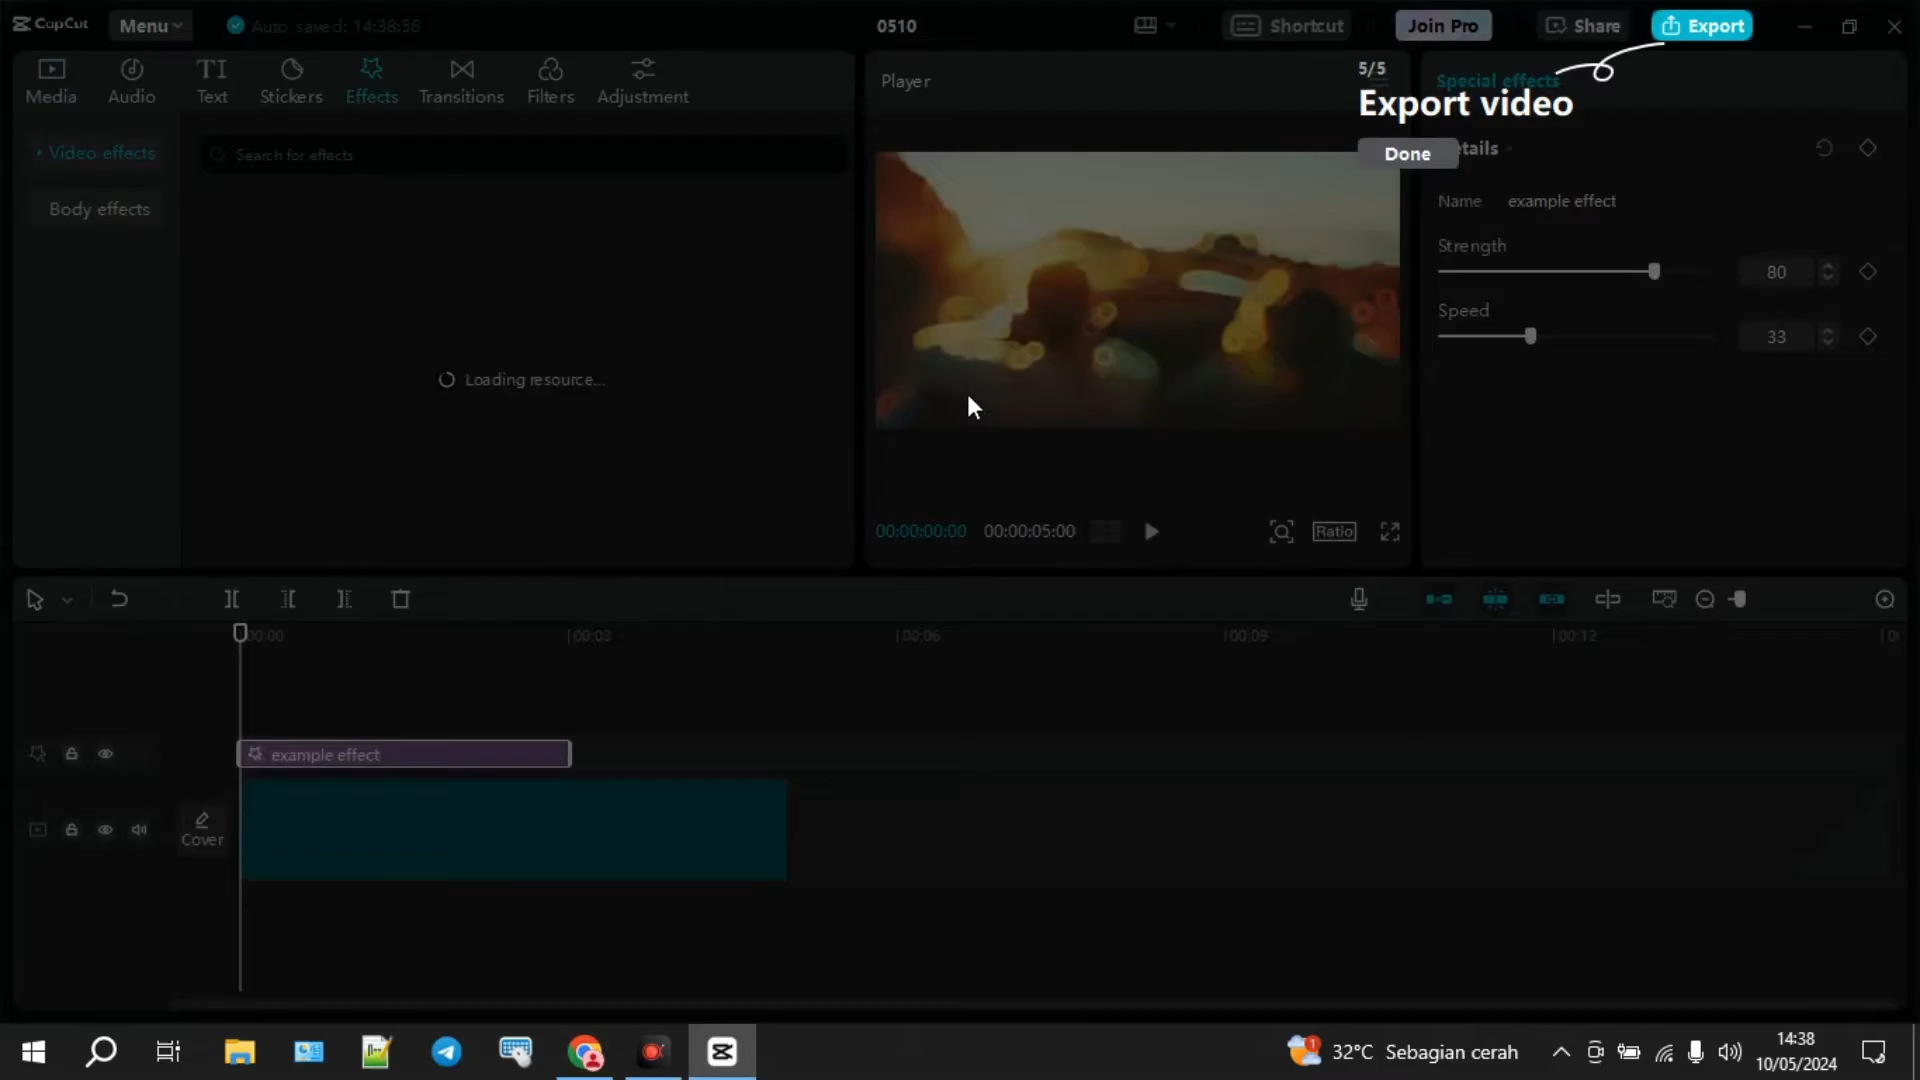 CapCut
Menu
Auto saved: 14:38:56
0510
Shortcut
Join Pro
Share
Export
Media
Audio
TI
Text
Stickers
Effects
Transitions
Filters
Adjustment
Player
5/5
Special effects
Export video
Done
etails
Video effects
Search for effects
Body effects
Name
example effect
Strength
80
Speed
33
Loading resource...
00:00:00:00
00:00:05:00
Ratio
00:00
00:03
00:06
00:09
00:12
example effect
Cover
1
32°C
Sebagian cerah
14:38
10/05/2024